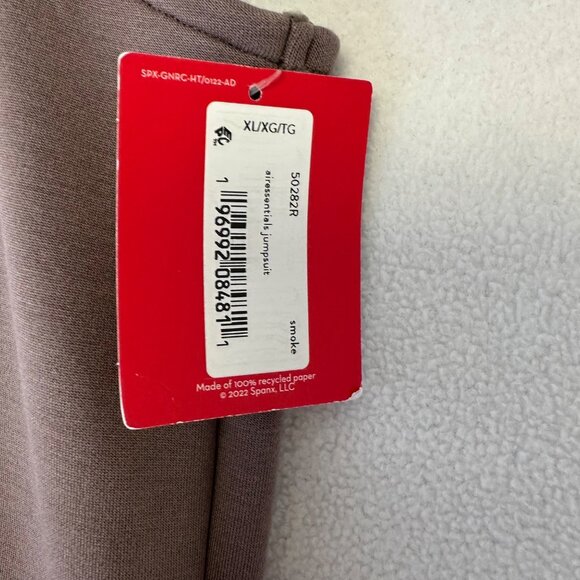 SPX-GNRC-HT/0122-AD
XL/XG/TG
50282R
airessentials jumpsuit
smoke
1 96992 08481 1
Made of 100% recycled paper
© 2022 Spanx, LLC